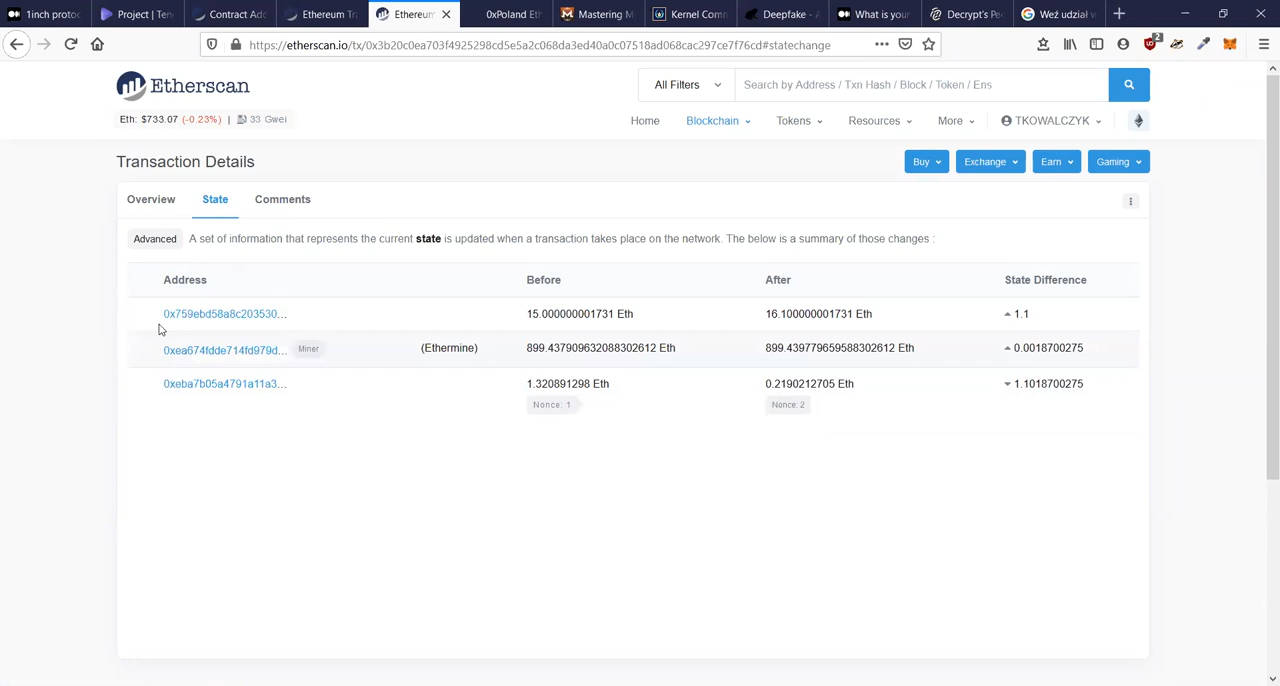 1inch proto
Project | Ten
Contract Add
Ethereum Tra
Ethereum
0xPoland Eth
Mastering M
Kernel Comm
Deepfake - A
What is your
Decrypt's Pe
Weź udział w
https://etherscan.io/tx/0x3b20c0ea703f4925298cd5e5a2c068da3ed40a0c07518ad068cac297ce7f76cd#statechange
2
Etherscan
All Filters
Search by Address / Txn Hash / Block / Token / Ens
Eth: $733.07 (-0.23%) | 33 Gwei
Home Blockchain Tokens Resources More TKOWALCZYK
Transaction Details
Buy Exchange Earn Gaming
Overview State Comments
Advanced A set of information that represents the current state is updated when a transaction takes place on the network. The below is a summary of those changes :
Address Before After State Difference
0x759ebd58a8c203530... 15.000000001731 Eth 16.100000001731 Eth 1.1
0xea674fdde714fd979d... Miner (Ethermine) 899.437909632088302612 Eth 899.439779659588302612 Eth 0.0018700275
0xeba7b05a4791a11a3... 1.320891298 Eth 0.2190212705 Eth 1.1018700275
Nonce: 1 Nonce: 2